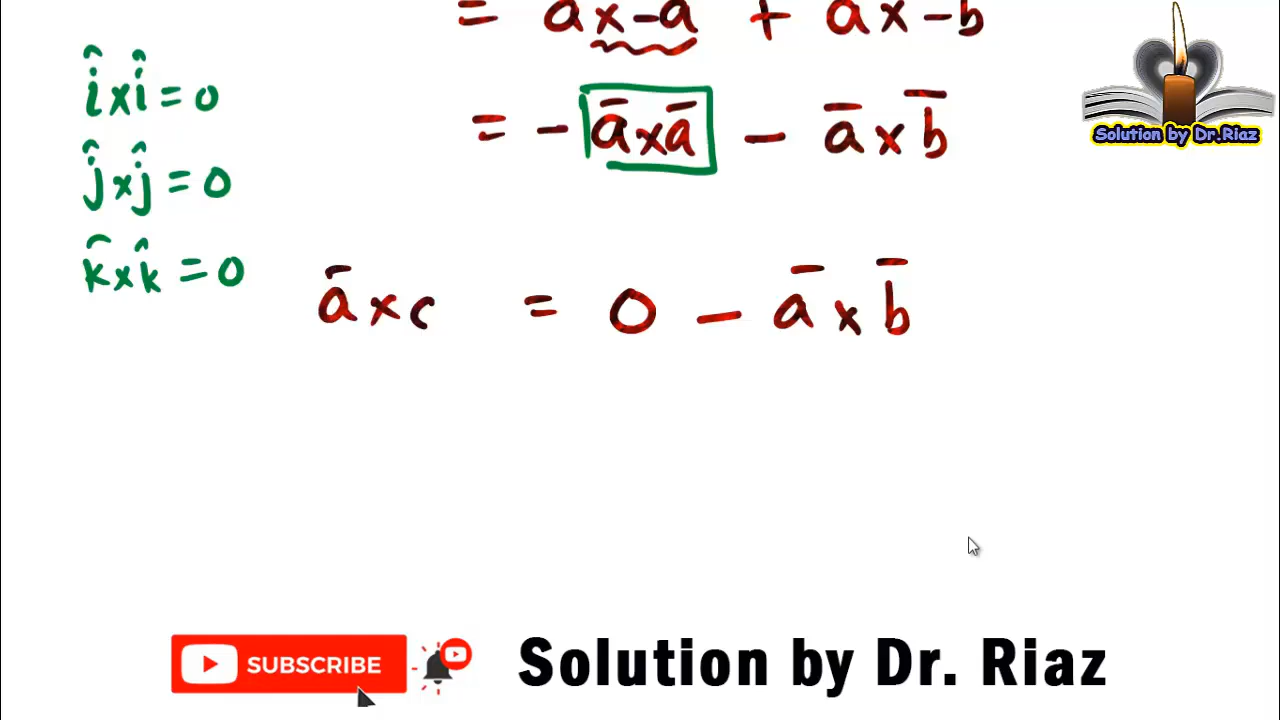 = a x -a + a x -b
î x î = 0
= - ā x ā - ā x b̄
ĵ x ĵ = 0
k̂ x k̂ = 0
ā x c = 0 - ā x b̄
Solution by Dr.Riaz
SUBSCRIBE
Solution by Dr. Riaz